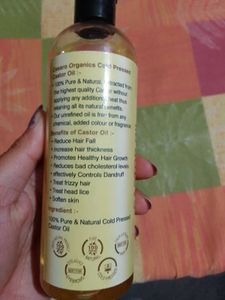 Organics Cold Pressed
Castor Oil :-
100% Pure & Natural, Extracted from
the highest quality Castor without
applying any additional heat that
retaining all its natural benefits.
Our unrefined oil is free from any
chemical, added colour or fragrance
Benefits of Castor Oil :-
• Reduce Hair Fall
• Increase hair thickness
• Promotes Healthy Hair Growth
• Reduces bad cholesterol levels
• effectively Controls Dandruff
• Treat frizzy hair
• Treat head lice
• Soften skin
Ingredient :-
100% Pure & Natural Cold Pressed
Castor Oil
100